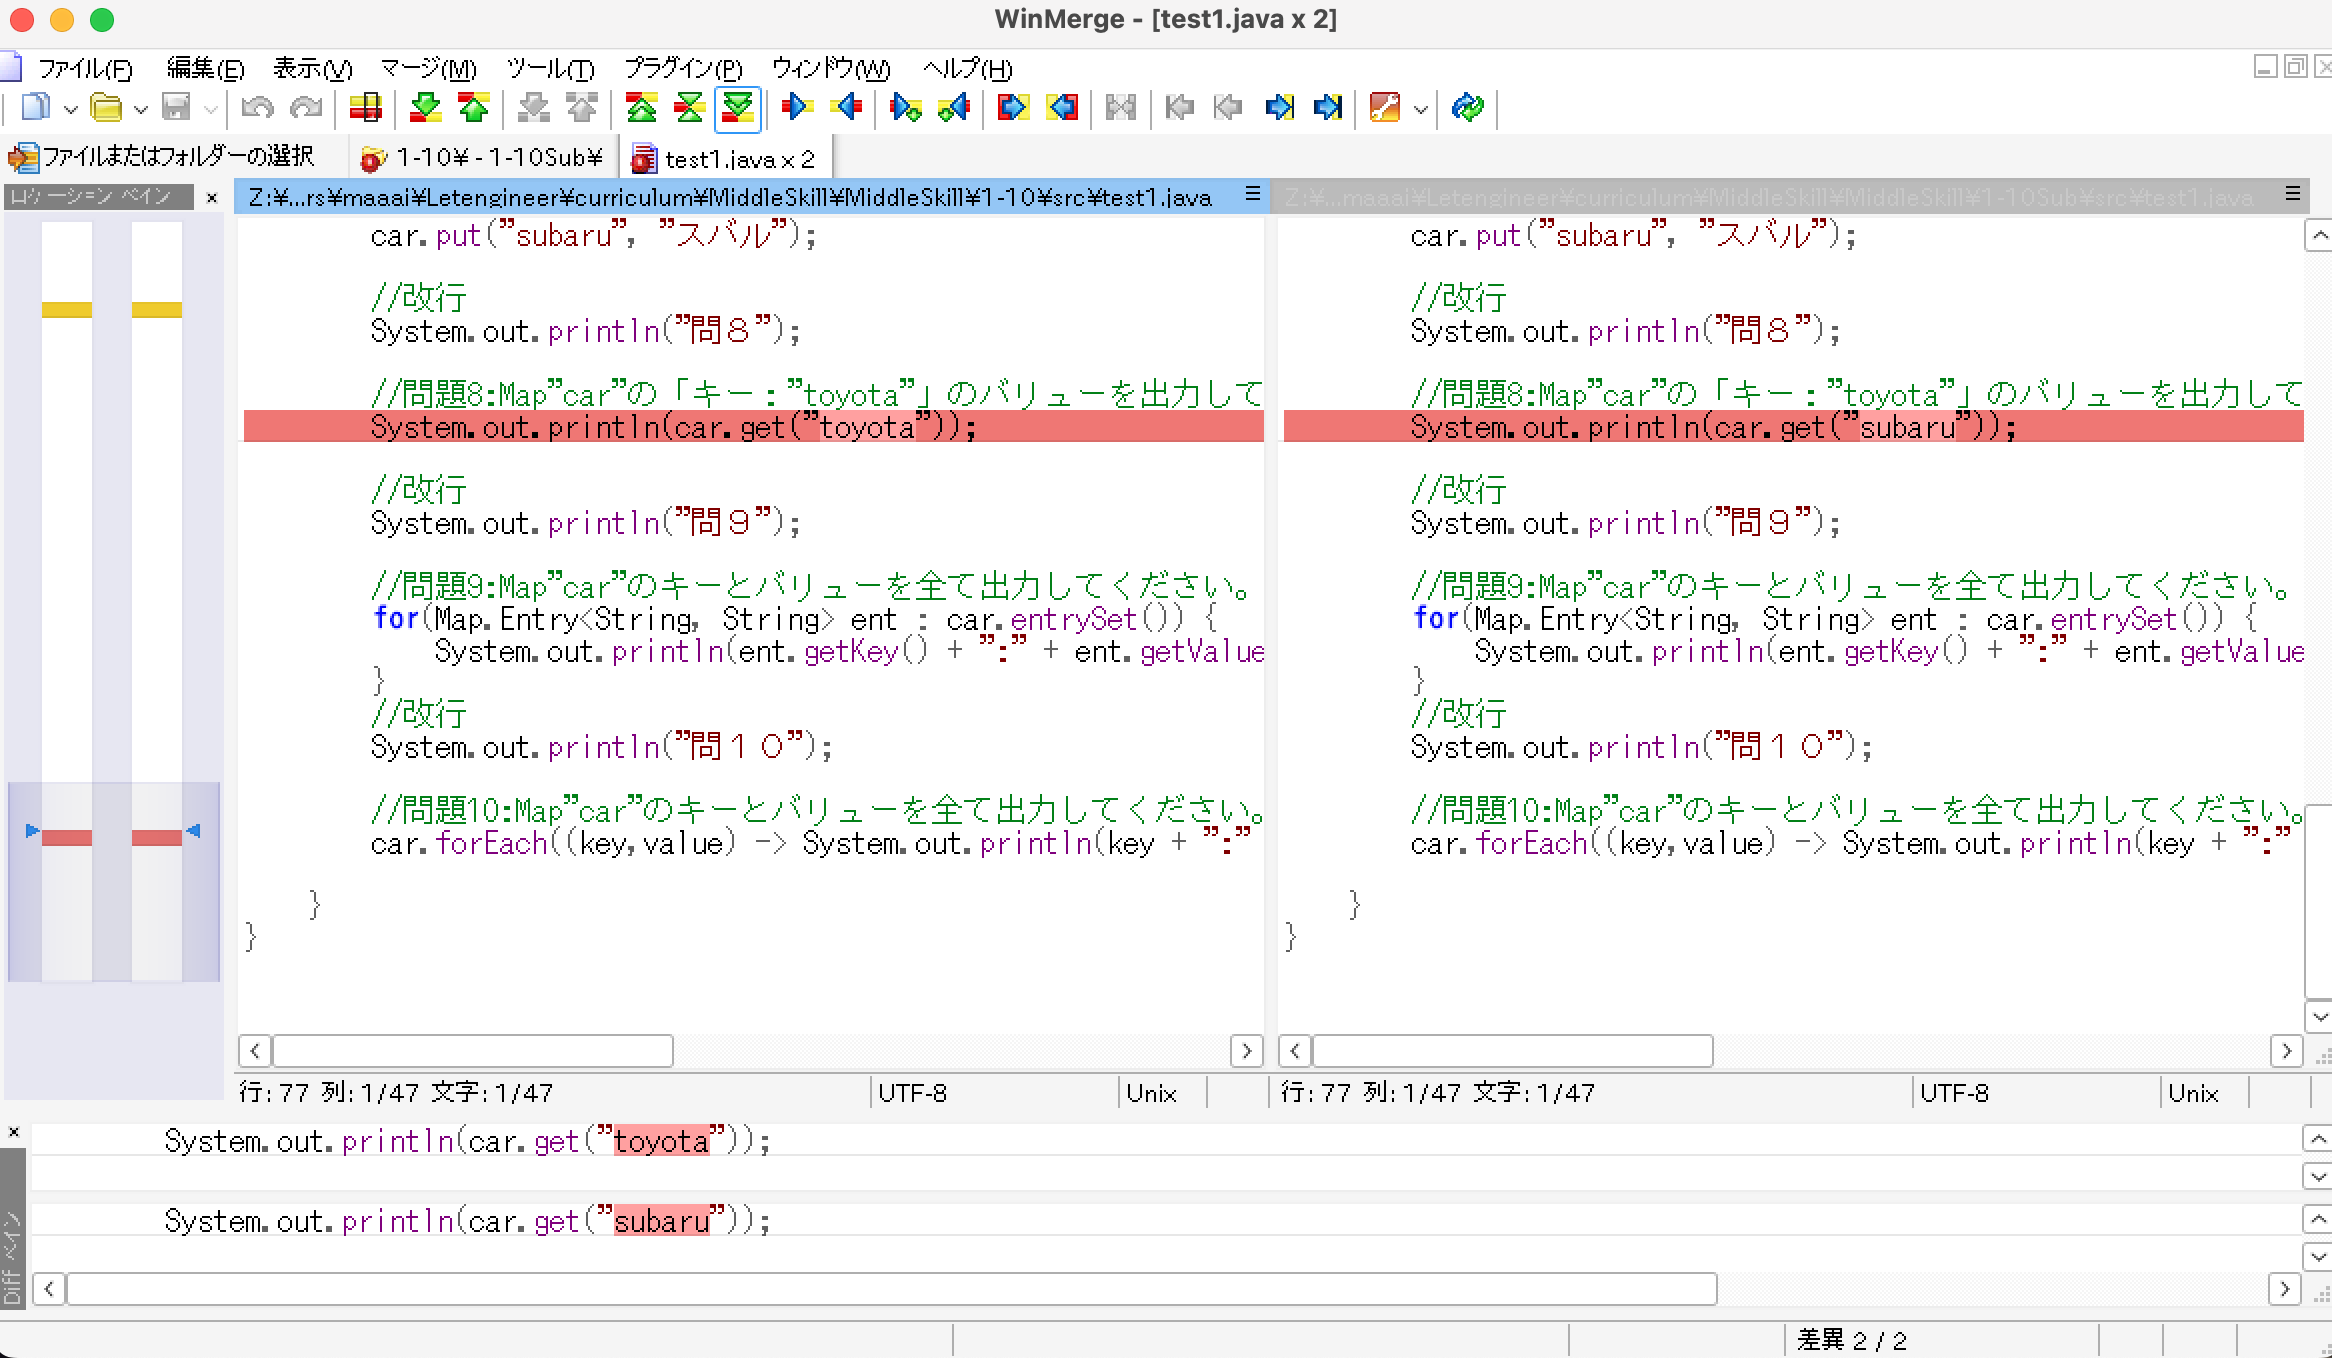 WinMerge - [test1.java x 2]
ファイル(F) 編集(E) 表示(V) マージ(M) ツール(T) プラグイン(P) ウィンドウ(W) ヘルプ(H)
ファイルまたはフォルダーの選択 1-10¥ - 1-10Sub¥ test1.java x 2
ロケーション ペイン
Z:¥...rs¥maaai¥Letengineer¥curriculum¥MiddleSkill¥MiddleSkill¥1-10¥src¥test1.java
Z:¥...maaai¥Letengineer¥curriculum¥MiddleSkill¥MiddleSkill¥1-10Sub¥src¥test1.java
car.put("subaru", "スバル");
//改行
System.out.println("問８");
//問題8:Map"car"の「キー："toyota"」のバリューを出力して
System.out.println(car.get("toyota"));
//改行
System.out.println("問９");
//問題9:Map"car"のキーとバリューを全て出力してください。
for(Map.Entry<String, String> ent : car.entrySet()) {
System.out.println(ent.getKey() + ":" + ent.getValue
}
//改行
System.out.println("問１０");
//問題10:Map"car"のキーとバリューを全て出力してください。
car.forEach((key,value) -> System.out.println(key + ":"
}
}
car.put("subaru", "スバル");
//改行
System.out.println("問８");
//問題8:Map"car"の「キー："toyota"」のバリューを出力して
System.out.println(car.get("subaru"));
//改行
System.out.println("問９");
//問題9:Map"car"のキーとバリューを全て出力してください。
for(Map.Entry<String, String> ent : car.entrySet()) {
System.out.println(ent.getKey() + ":" + ent.getValue
}
//改行
System.out.println("問１０");
//問題10:Map"car"のキーとバリューを全て出力してください。
car.forEach((key,value) -> System.out.println(key + ":"
}
}
行: 77 列: 1/47 文字: 1/47 UTF-8 Unix
行: 77 列: 1/47 文字: 1/47 UTF-8 Unix
Diff ペイン
System.out.println(car.get("toyota"));
System.out.println(car.get("subaru"));
差異 2 / 2